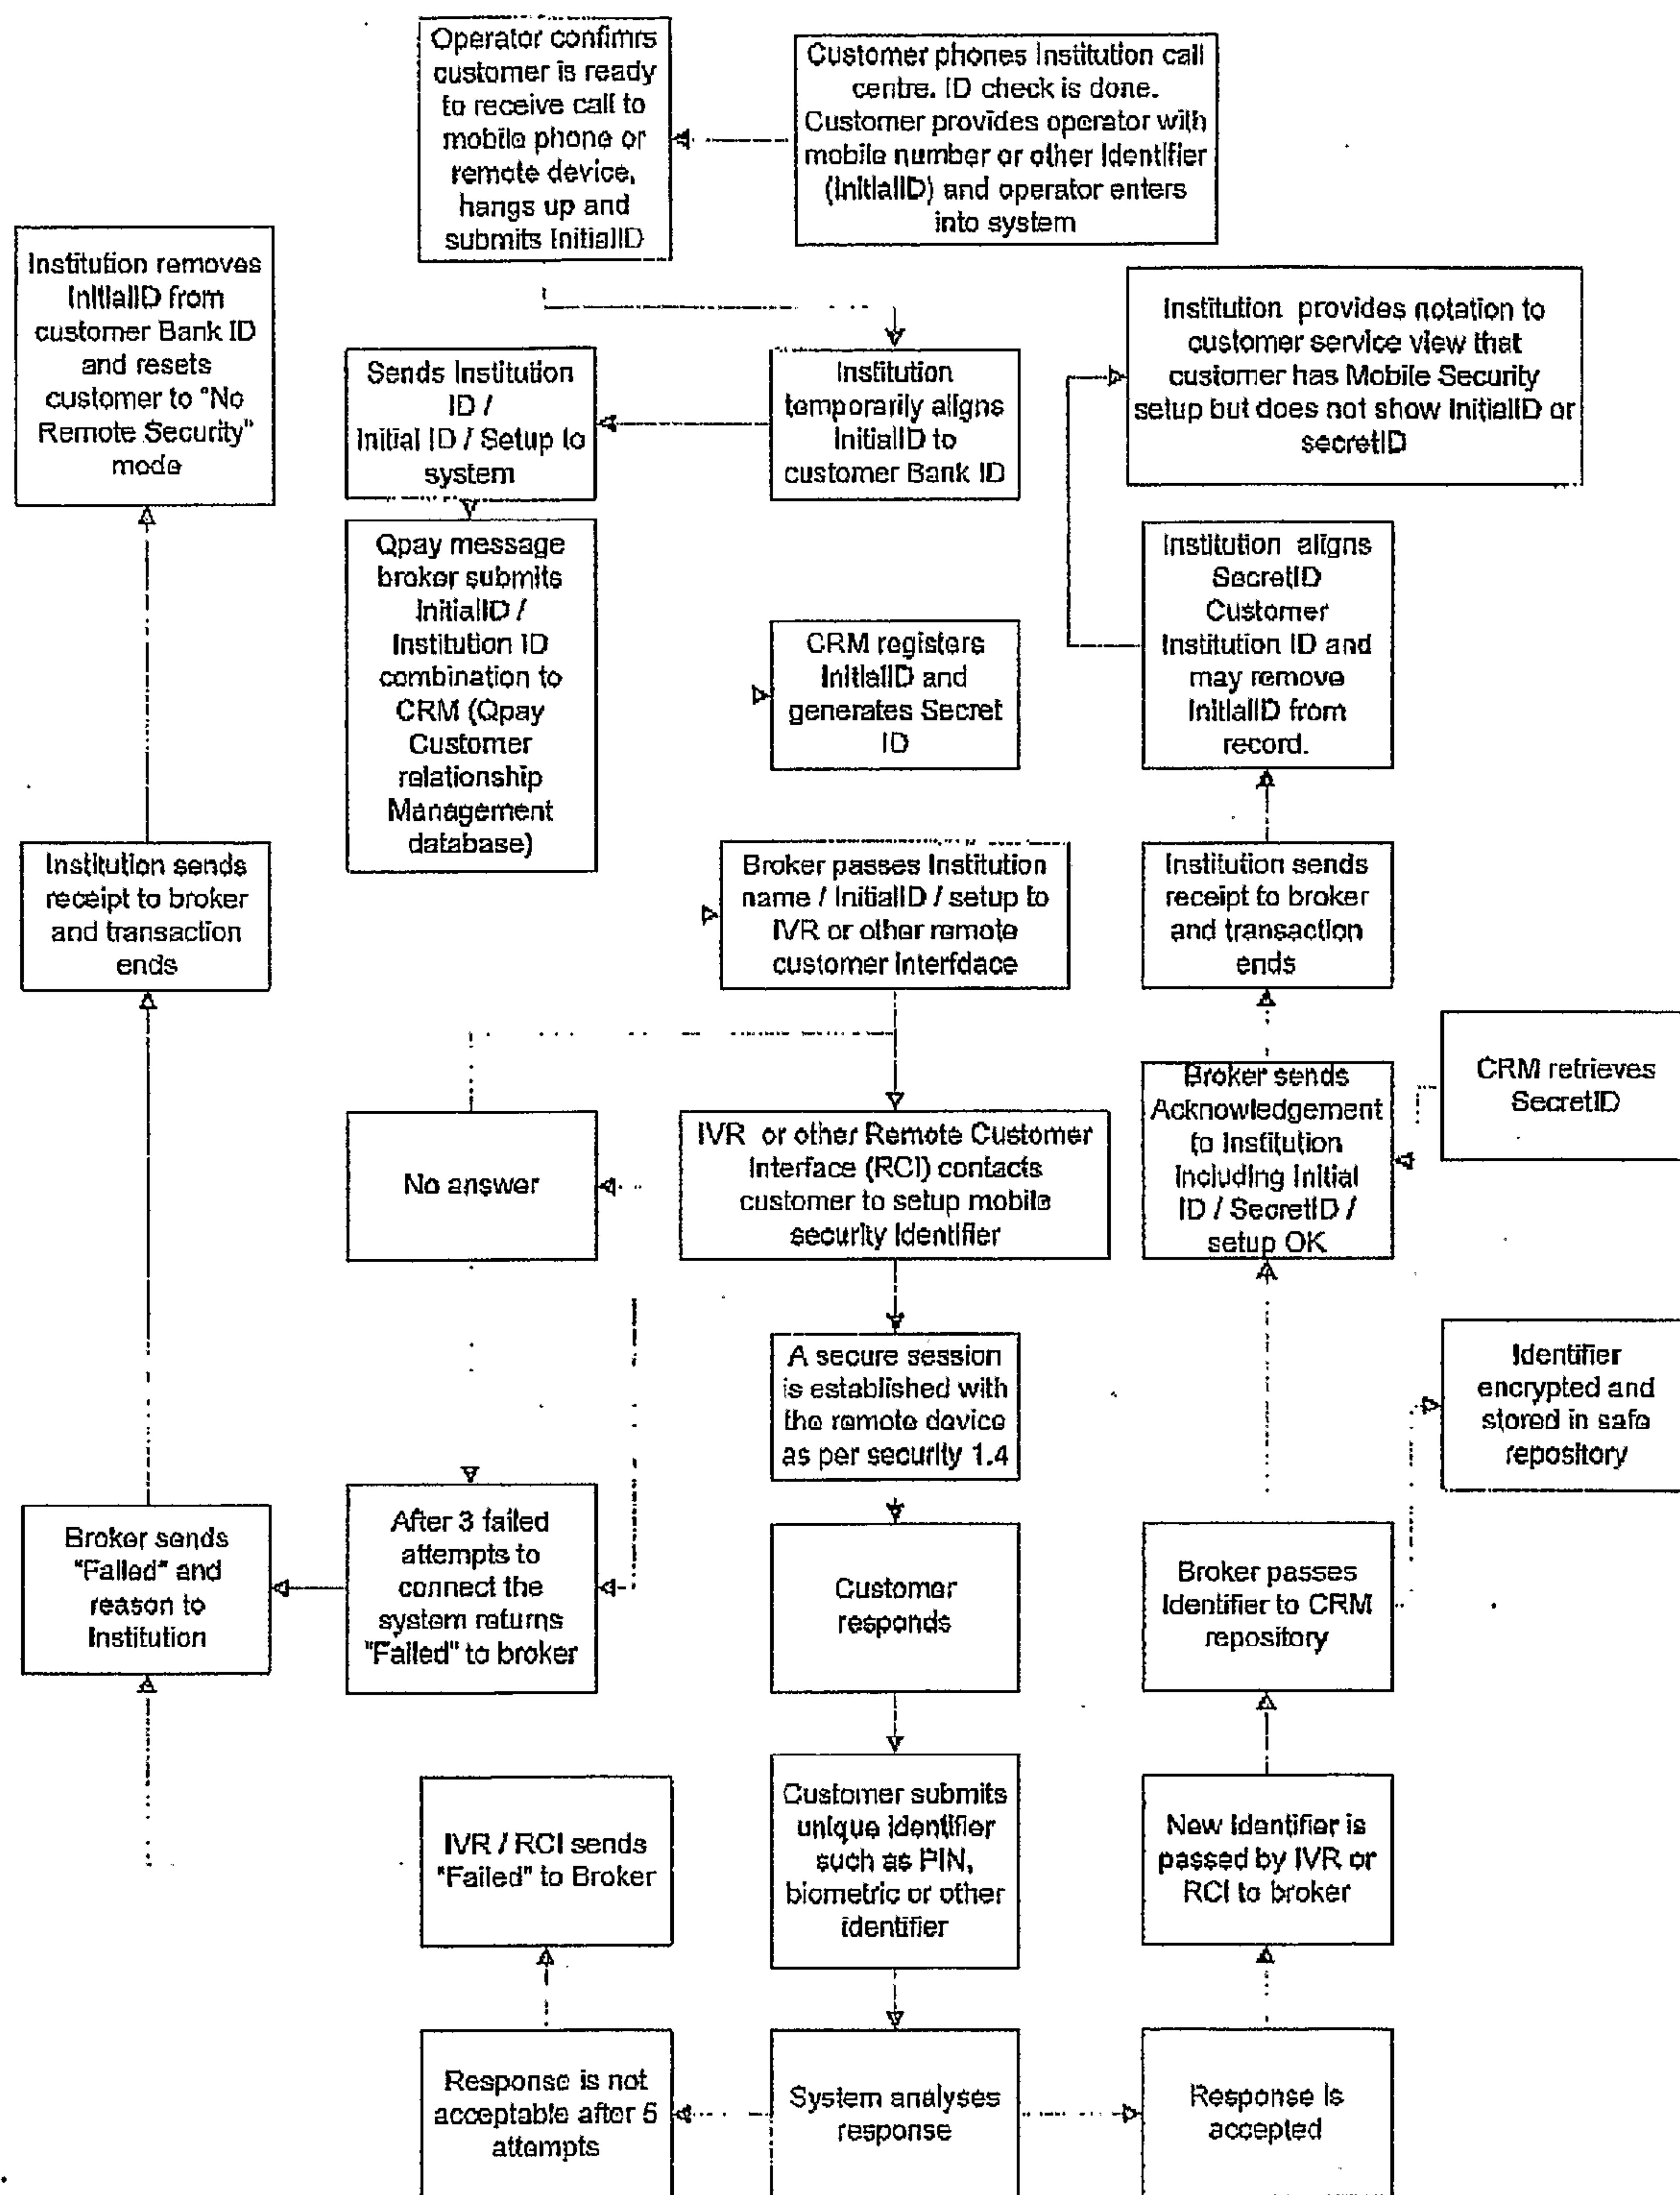 Operator confimrs
customer is ready
to receive call to
mobile phone or
remote device,
hangs up and
submits InitialID
Customer phones Institution call
centre. ID check is done.
Customer provides operator with
mobile number or other Identifier
(InitialID) and operator enters
into system
Institution removes
InitialID from
customer Bank ID
and resets
customer to "No
Remote Security"
mode
Sends Institution
ID /
Initial ID / Setup to
system
Institution
temporarily aligns
InitialID to
customer Bank ID
Institution provides notation to
customer service view that
customer has Mobile Security
setup but does not show InitialID or
secretID
Qpay message
broker submits
InitialID /
Institution ID
combination to
CRM (Qpay
Customer
relationship
Management
database)
CRM registers
InitialID and
generates Secret
ID
Institution aligns
SecretID
Customer
Institution ID and
may remove
InitialID from
record.
Institution sends
receipt to broker
and transaction
ends
Broker passes Institution
name / InitialID / setup to
IVR or other remote
customer Interfdace
Institution sends
receipt to broker
and transaction
ends
No answer
IVR or other Remote Customer
Interface (RCI) contacts
customer to setup mobile
security Identifier
Broker sends
Acknowledgement
to Institution
Including Initial
ID / SecretID /
setup OK
CRM retrieves
SecretID
A secure session
is established with
the remote device
as per security 1.4
Identifier
encrypted and
stored in safe
repository
Broker sends
"Failed" and
reason to
Institution
After 3 failed
attempts to
connect the
system returns
"Failed" to broker
Customer
responds
Broker passes
Identifier to CRM
repository
IVR / RCI sends
"Failed" to Broker
Customer submits
unique identifier
such as PIN,
biometric or other
identifier
New Identifier is
passed by IVR or
RCI to broker
Response is not
acceptable after 5
attempts
System analyses
response
Response is
accepted